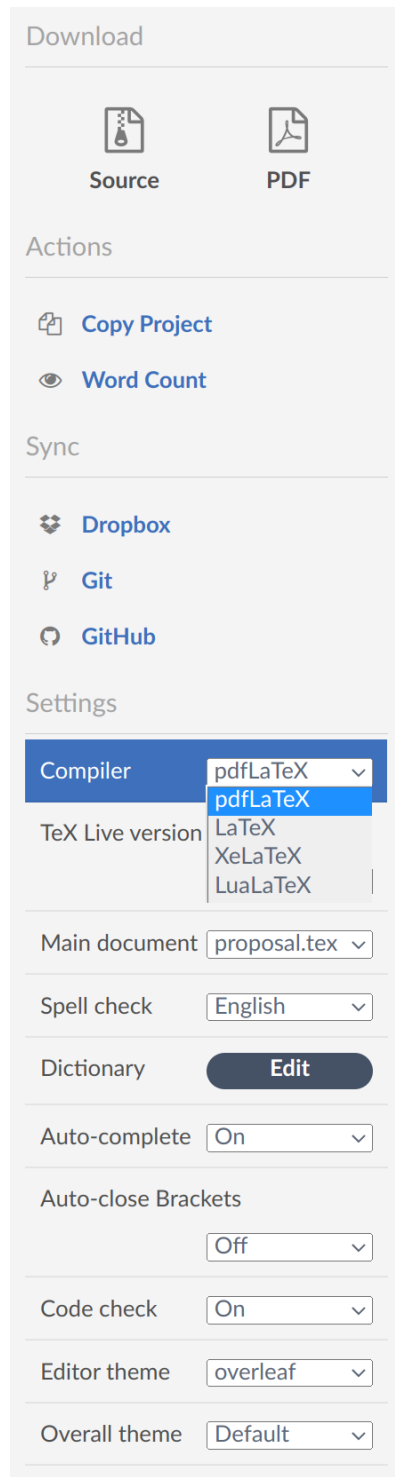 Download
Source PDF
Actions
Copy Project
Word Count
Sync
Dropbox
Git
GitHub
Settings
Compiler pdfLaTeX
pdfLaTeX
TeX Live version LaTeX
XeLaTeX
LuaLaTeX
Main document proposal.tex
Spell check English
Dictionary Edit
Auto-complete On
Auto-close Brackets
Off
Code check On
Editor theme overleaf
Overall theme Default